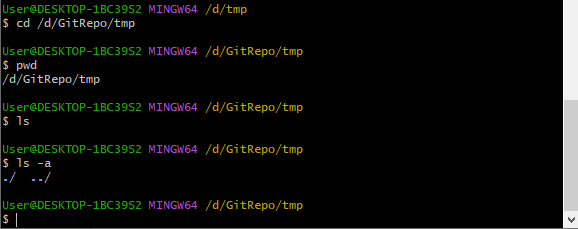 User@DESKTOP-1BC39S2 MINGW64 /d/tmp
$ cd /d/GitRepo/tmp
User@DESKTOP-1BC39S2 MINGW64 /d/GitRepo/tmp
$ pwd
/d/GitRepo/tmp
User@DESKTOP-1BC39S2 MINGW64 /d/GitRepo/tmp
$ ls
User@DESKTOP-1BC39S2 MINGW64 /d/GitRepo/tmp
$ ls -a
./  ../
User@DESKTOP-1BC39S2 MINGW64 /d/GitRepo/tmp
$